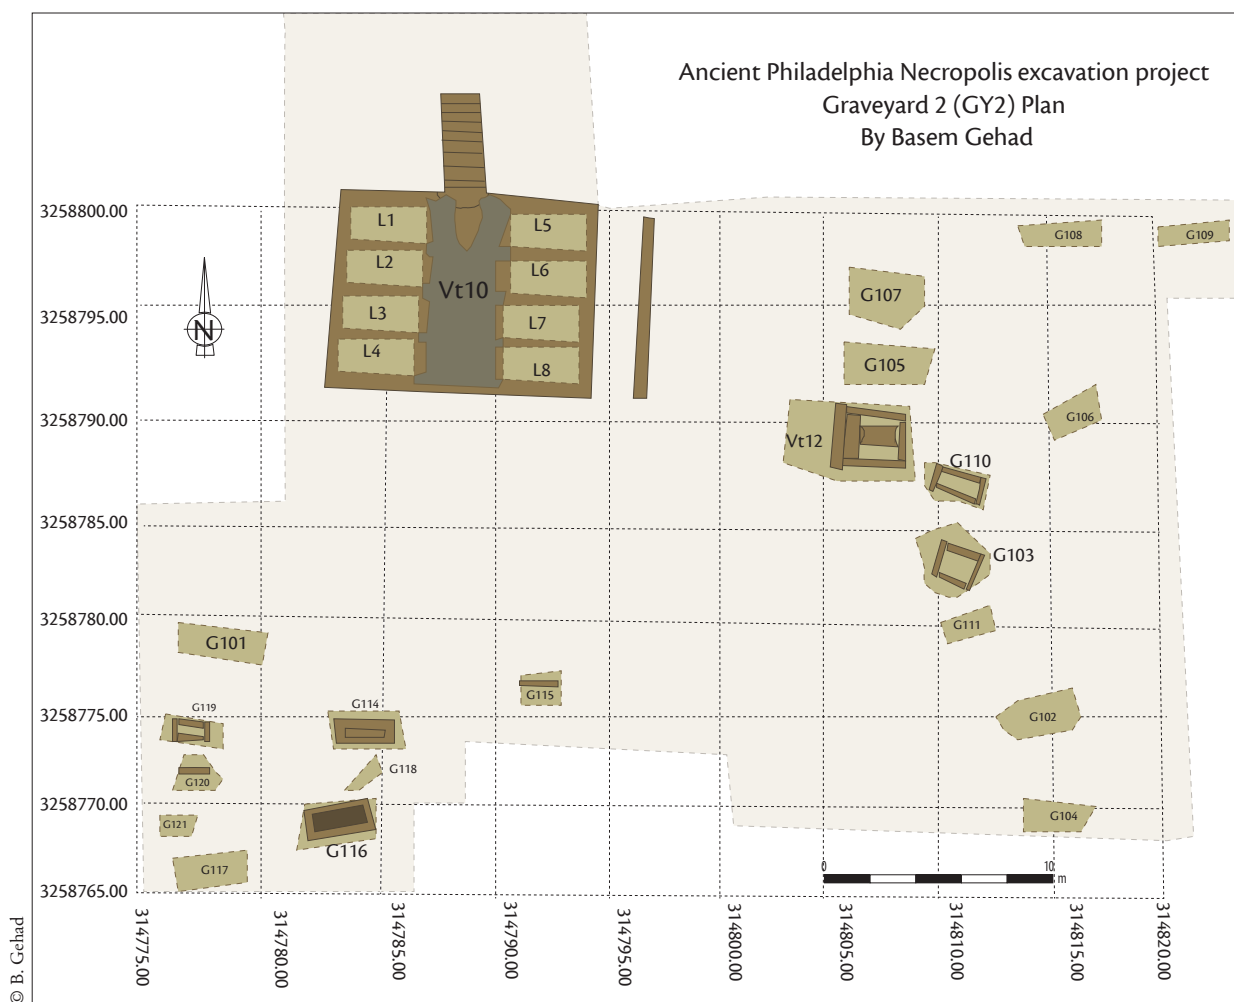 Ancient Philadelphia Necropolis excavation project
Graveyard 2 (GY2) Plan
By Basem Gehad
3258800.00
3258795.00
3258790.00
3258785.00
3258780.00
3258775.00
3258770.00
3258765.00
N
L1
L2
L3
L4
Vt10
L5
L6
L7
L8
G108
G109
G107
G105
G106
Vt12
G110
G103
G111
G101
G115
G119
G114
G102
G120
G118
G121
G116
G104
G117
0
10
m
314775.00
314780.00
314785.00
314790.00
314795.00
314800.00
314805.00
314810.00
314815.00
314820.00
© B. Gehad